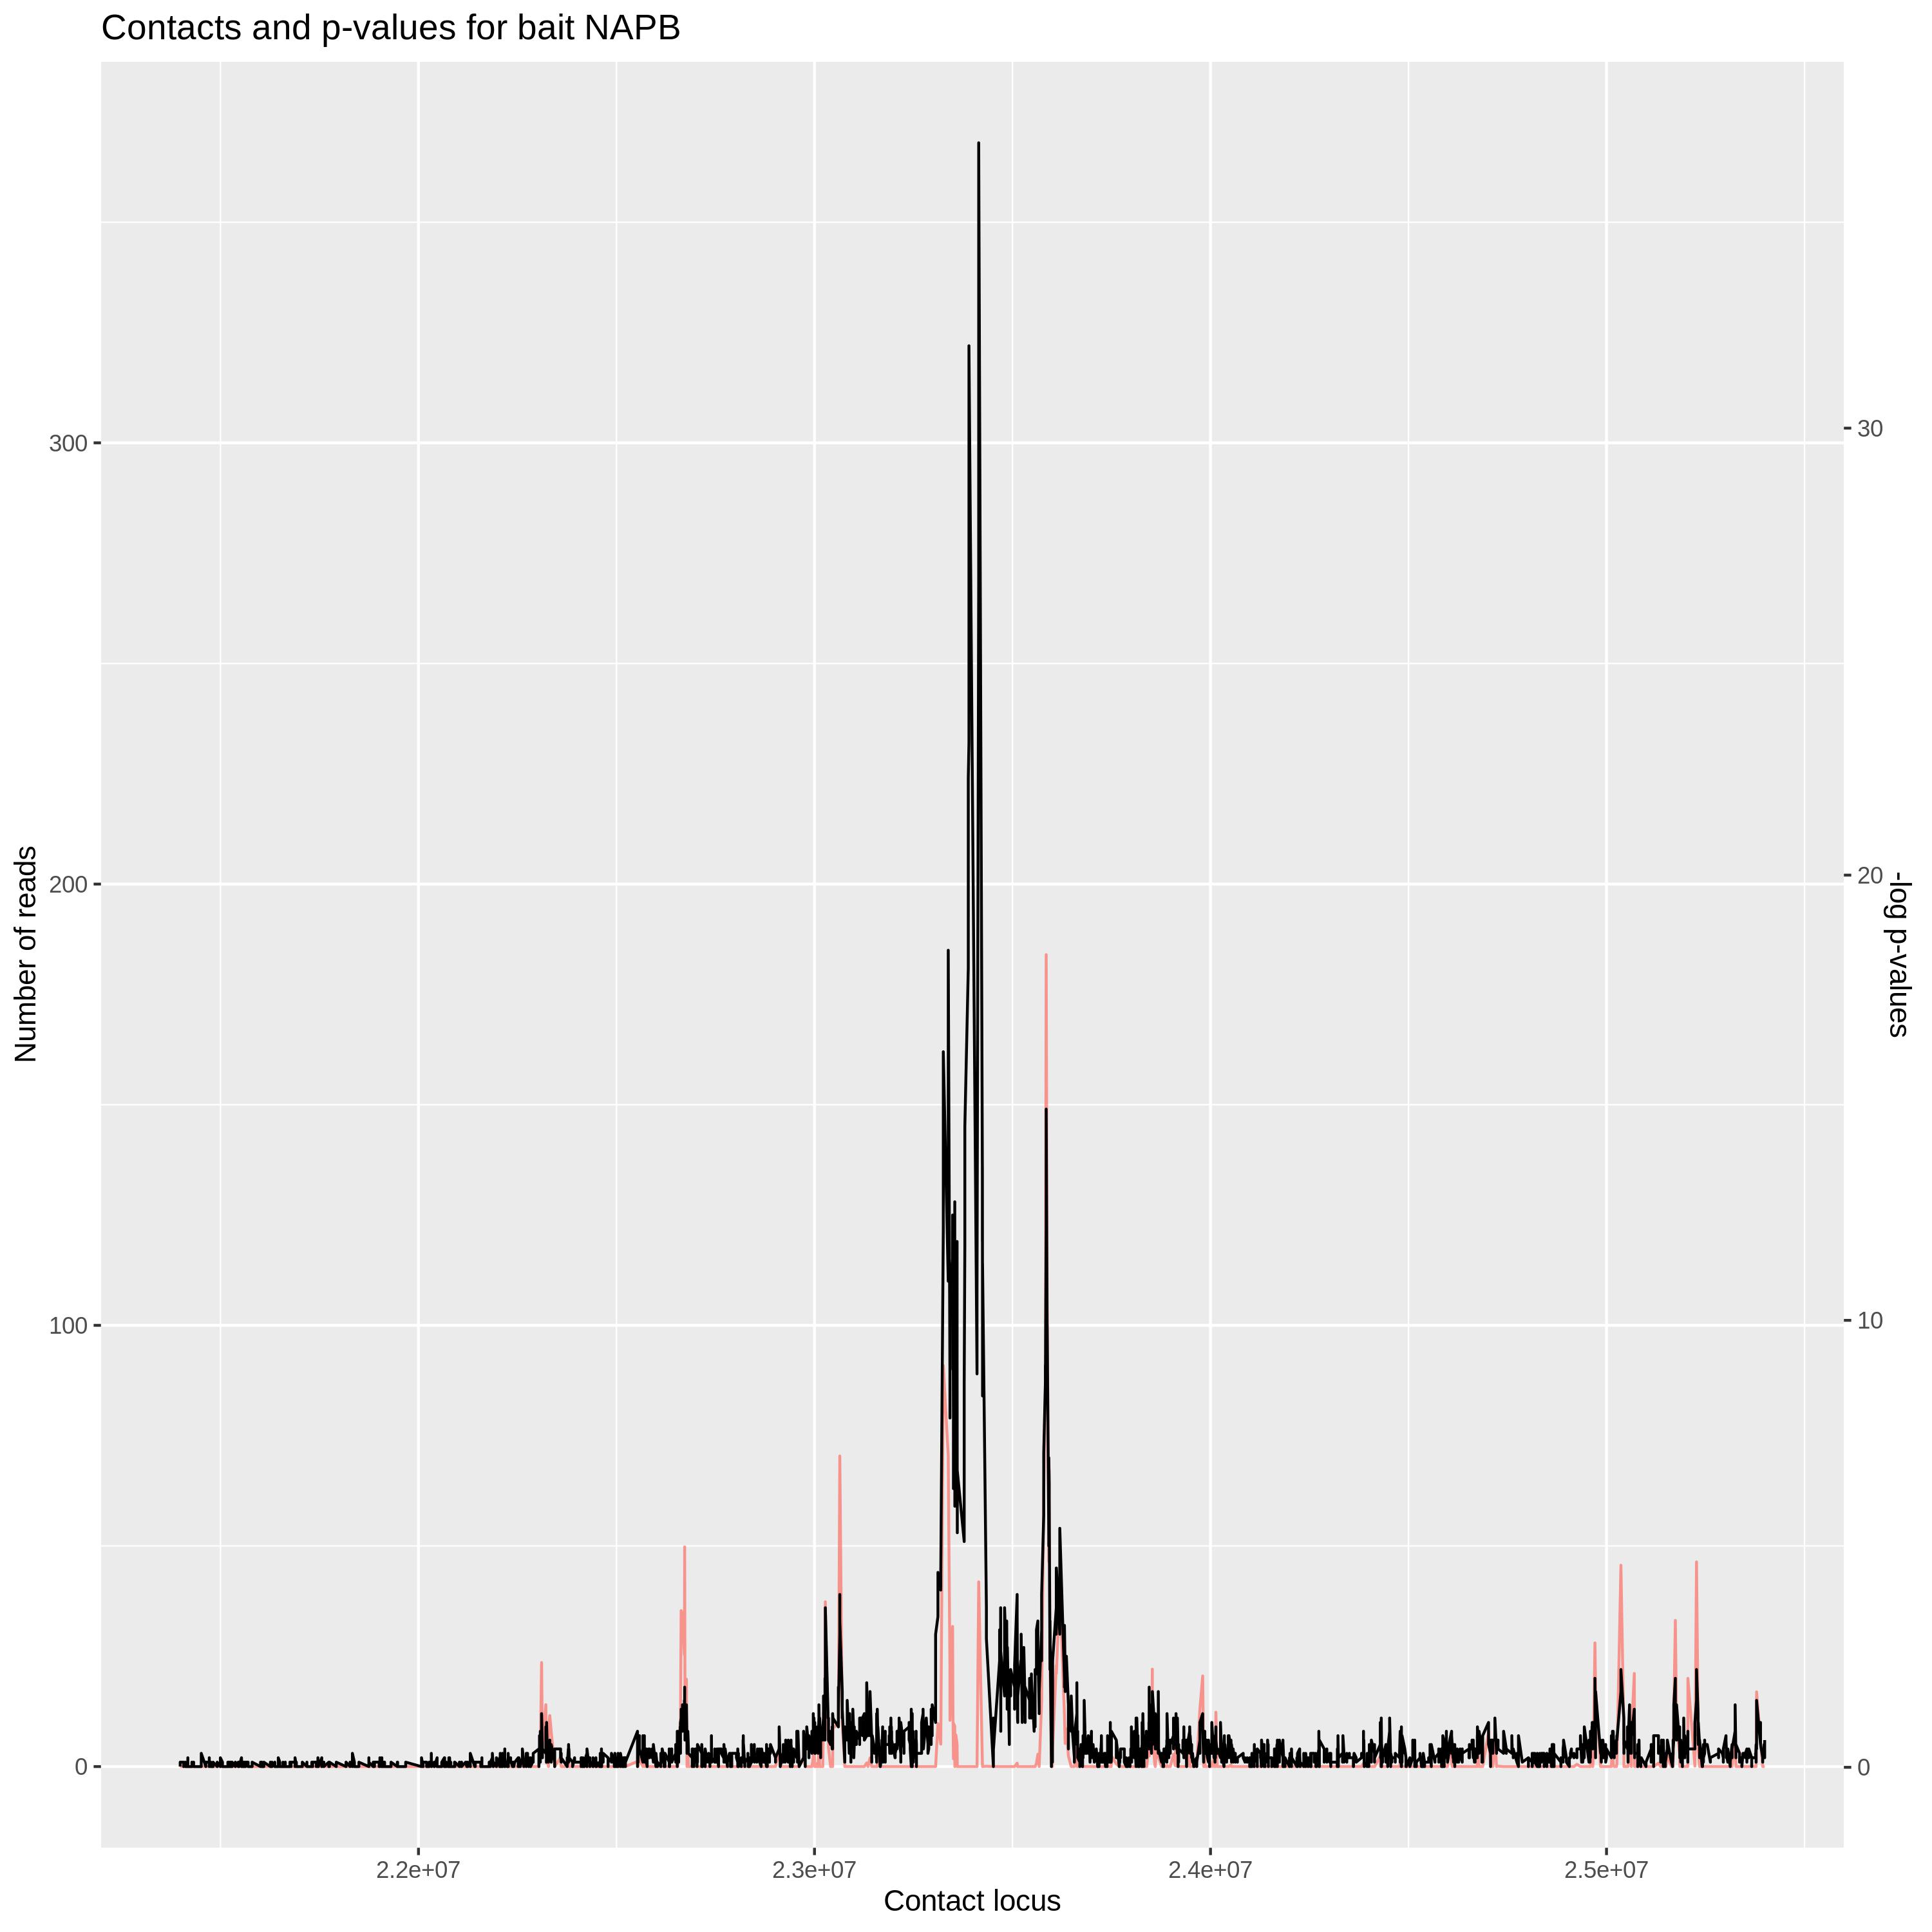 Contacts and p-values for bait NAPB
Number of reads
300
200
100
0
30
20
10
0
-log p-values
2.2e+07
2.3e+07
2.4e+07
2.5e+07
Contact locus